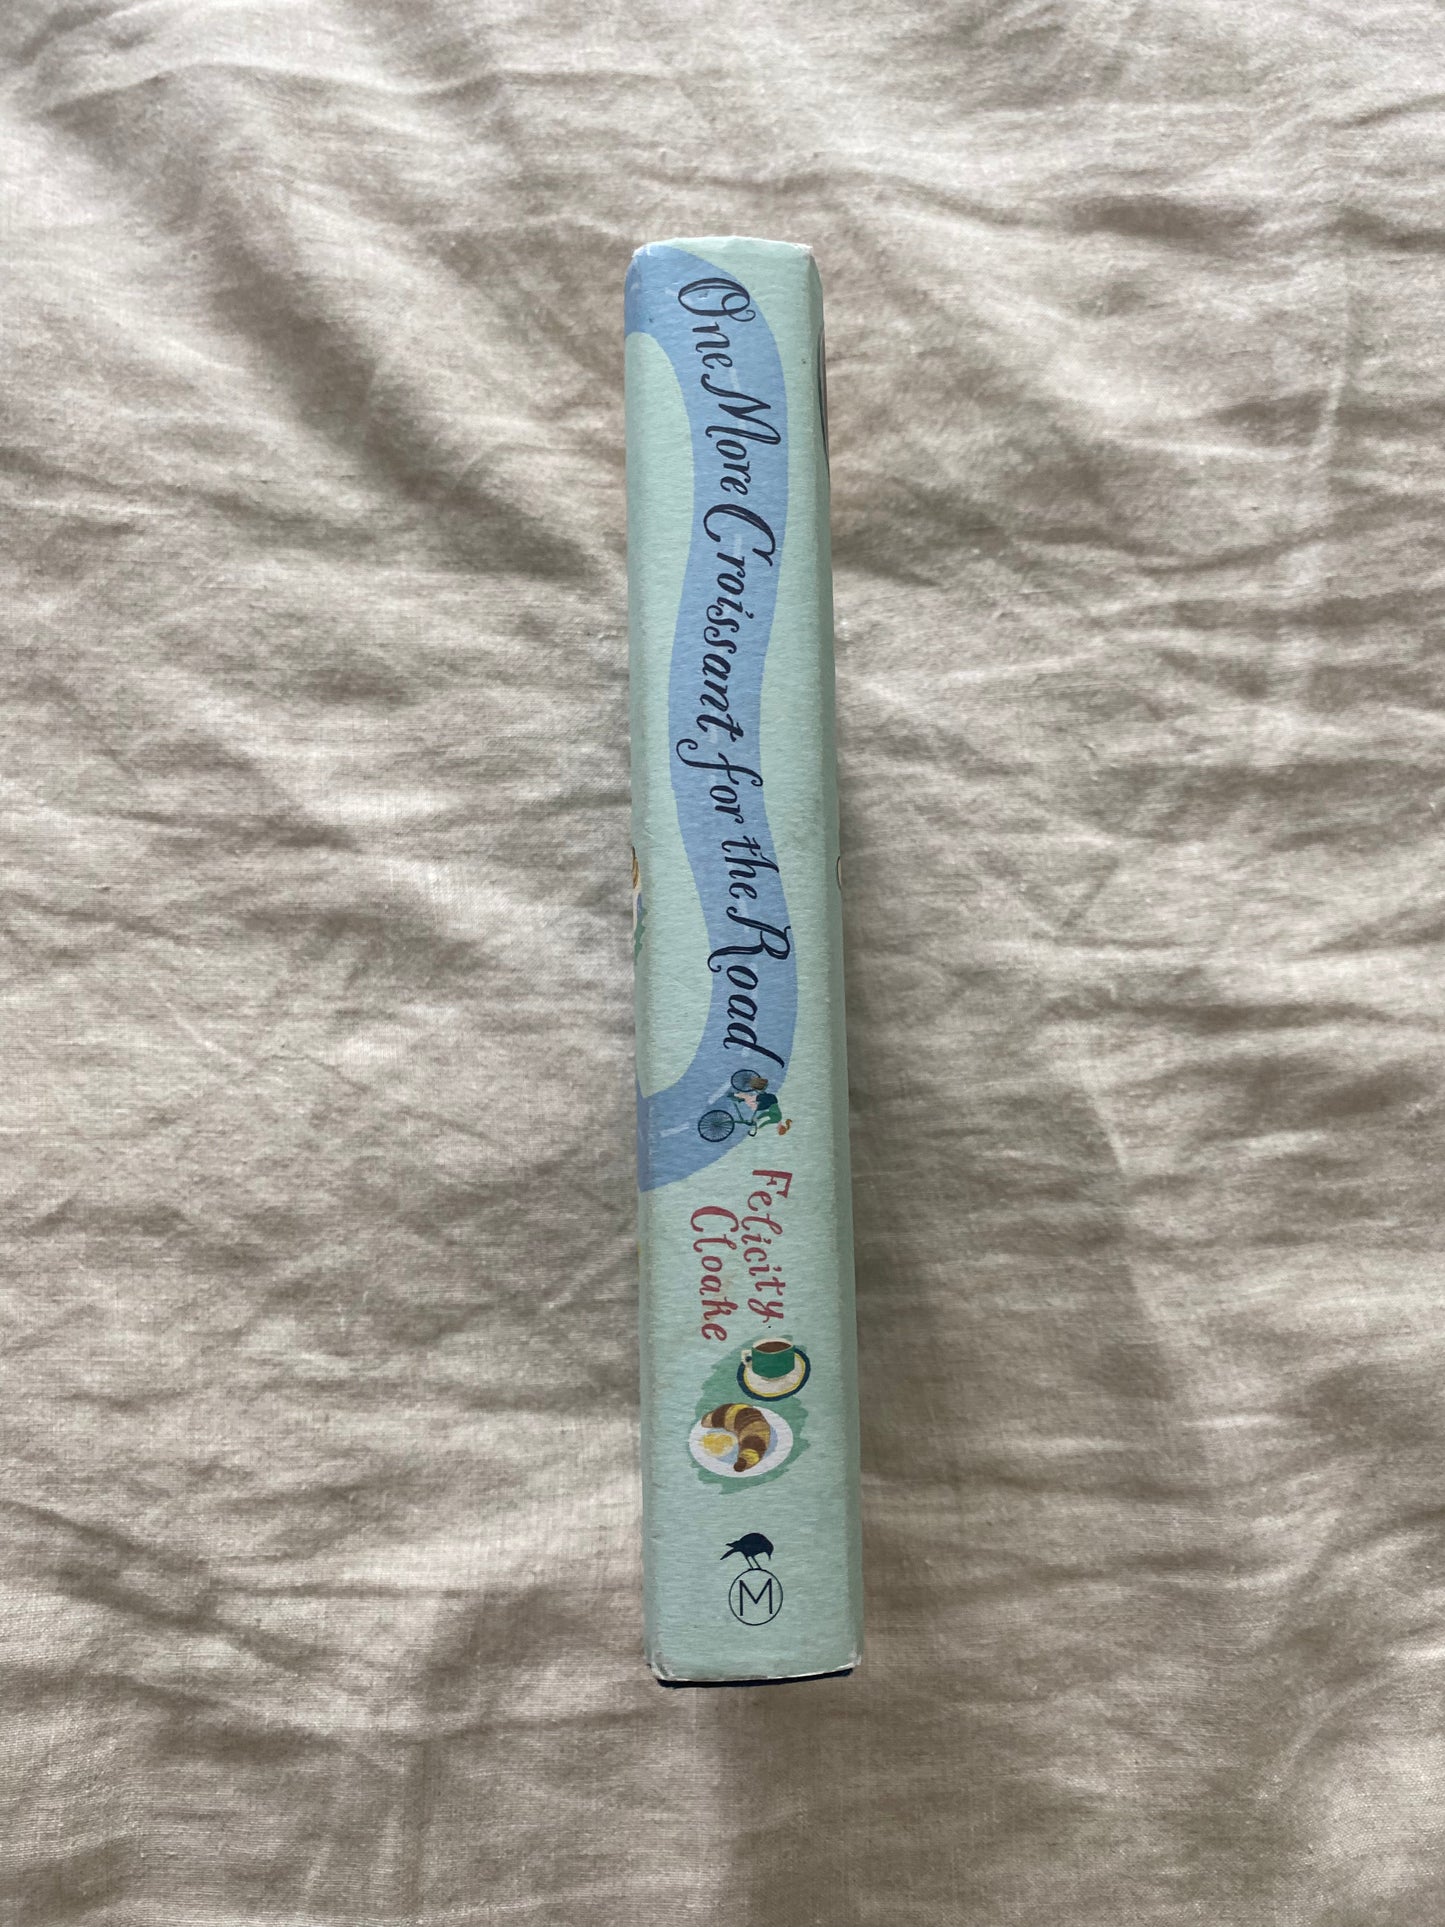 One More Croissant for the Road
Felicity
Cloake
M